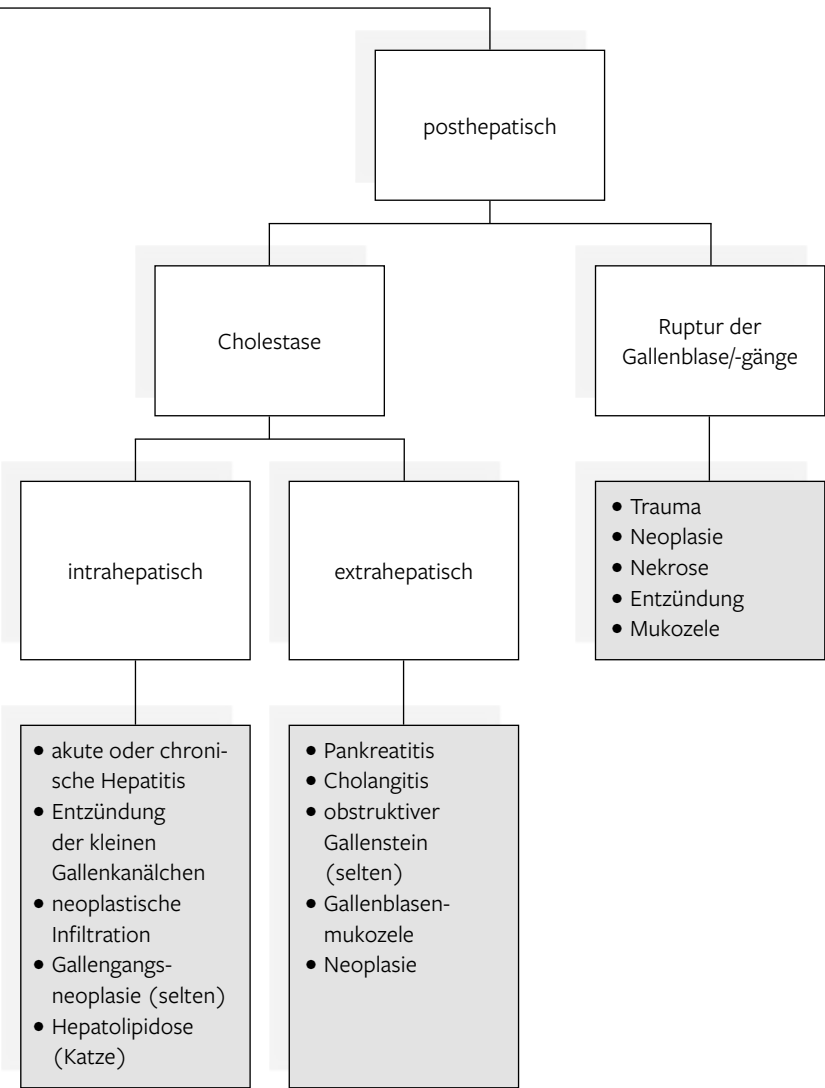 posthepatisch
Cholestase
Ruptur der
Gallenblase/-gänge
intrahepatisch
extrahepatisch
• Trauma
• Neoplasie
• Nekrose
• Entzündung
• Mukozele
• akute oder chroni-
sche Hepatitis
• Entzündung
der kleinen
Gallenkanälchen
• neoplastische
Infiltration
• Gallengangs-
neoplasie (selten)
• Hepatolipidose
(Katze)
• Pankreatitis
• Cholangitis
• obstruktiver
Gallenstein
(selten)
• Gallenblasen-
mukozele
• Neoplasie